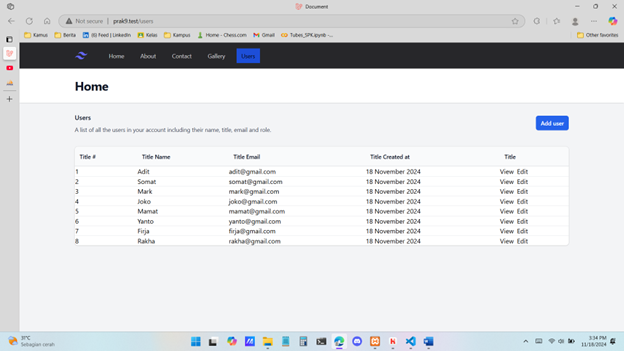 Document
Not secure | prak9.test/users
Kamus Berita (6) Feed | LinkedIn Kelas Kampus Home - Chess.com Gmail Tubes_SPK.ipynb -... Other favorites
Home About Contact Gallery Users
Home
Users
Add user
A list of all the users in your account including their name, title, email and role.
Title # Title Name Title Email Title Created at Title
1 Adit adit@gmail.com 18 November 2024 View Edit
2 Somat somat@gmail.com 18 November 2024 View Edit
3 Mark mark@gmail.com 18 November 2024 View Edit
4 Joko joko@gmail.com 18 November 2024 View Edit
5 Mamat mamat@gmail.com 18 November 2024 View Edit
6 Yanto yanto@gmail.com 18 November 2024 View Edit
7 Firja firja@gmail.com 18 November 2024 View Edit
8 Rakha rakha@gmail.com 18 November 2024 View Edit
31°C
Sebagian cerah
3:34 PM
11/18/2024